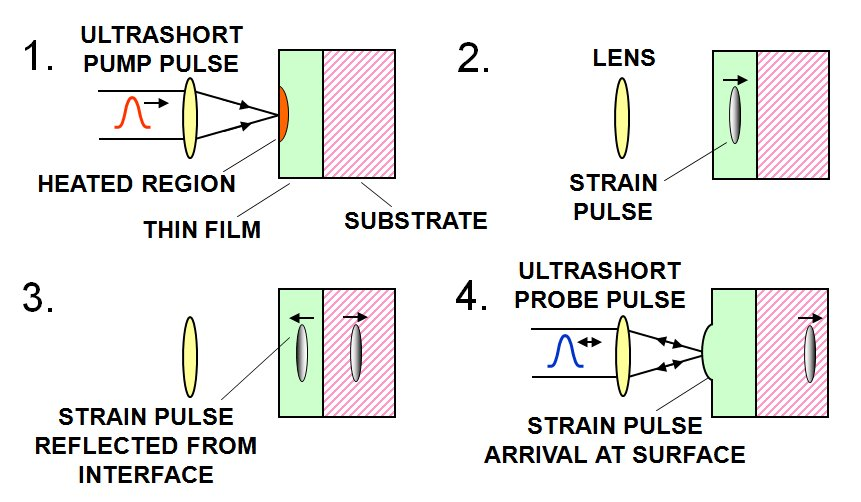 1.
ULTRASHORT
PUMP PULSE
HEATED REGION
THIN FILM
SUBSTRATE
2.
LENS
STRAIN
PULSE
3.
STRAIN PULSE
REFLECTED FROM
INTERFACE
4.
ULTRASHORT
PROBE PULSE
STRAIN PULSE
ARRIVAL AT SURFACE